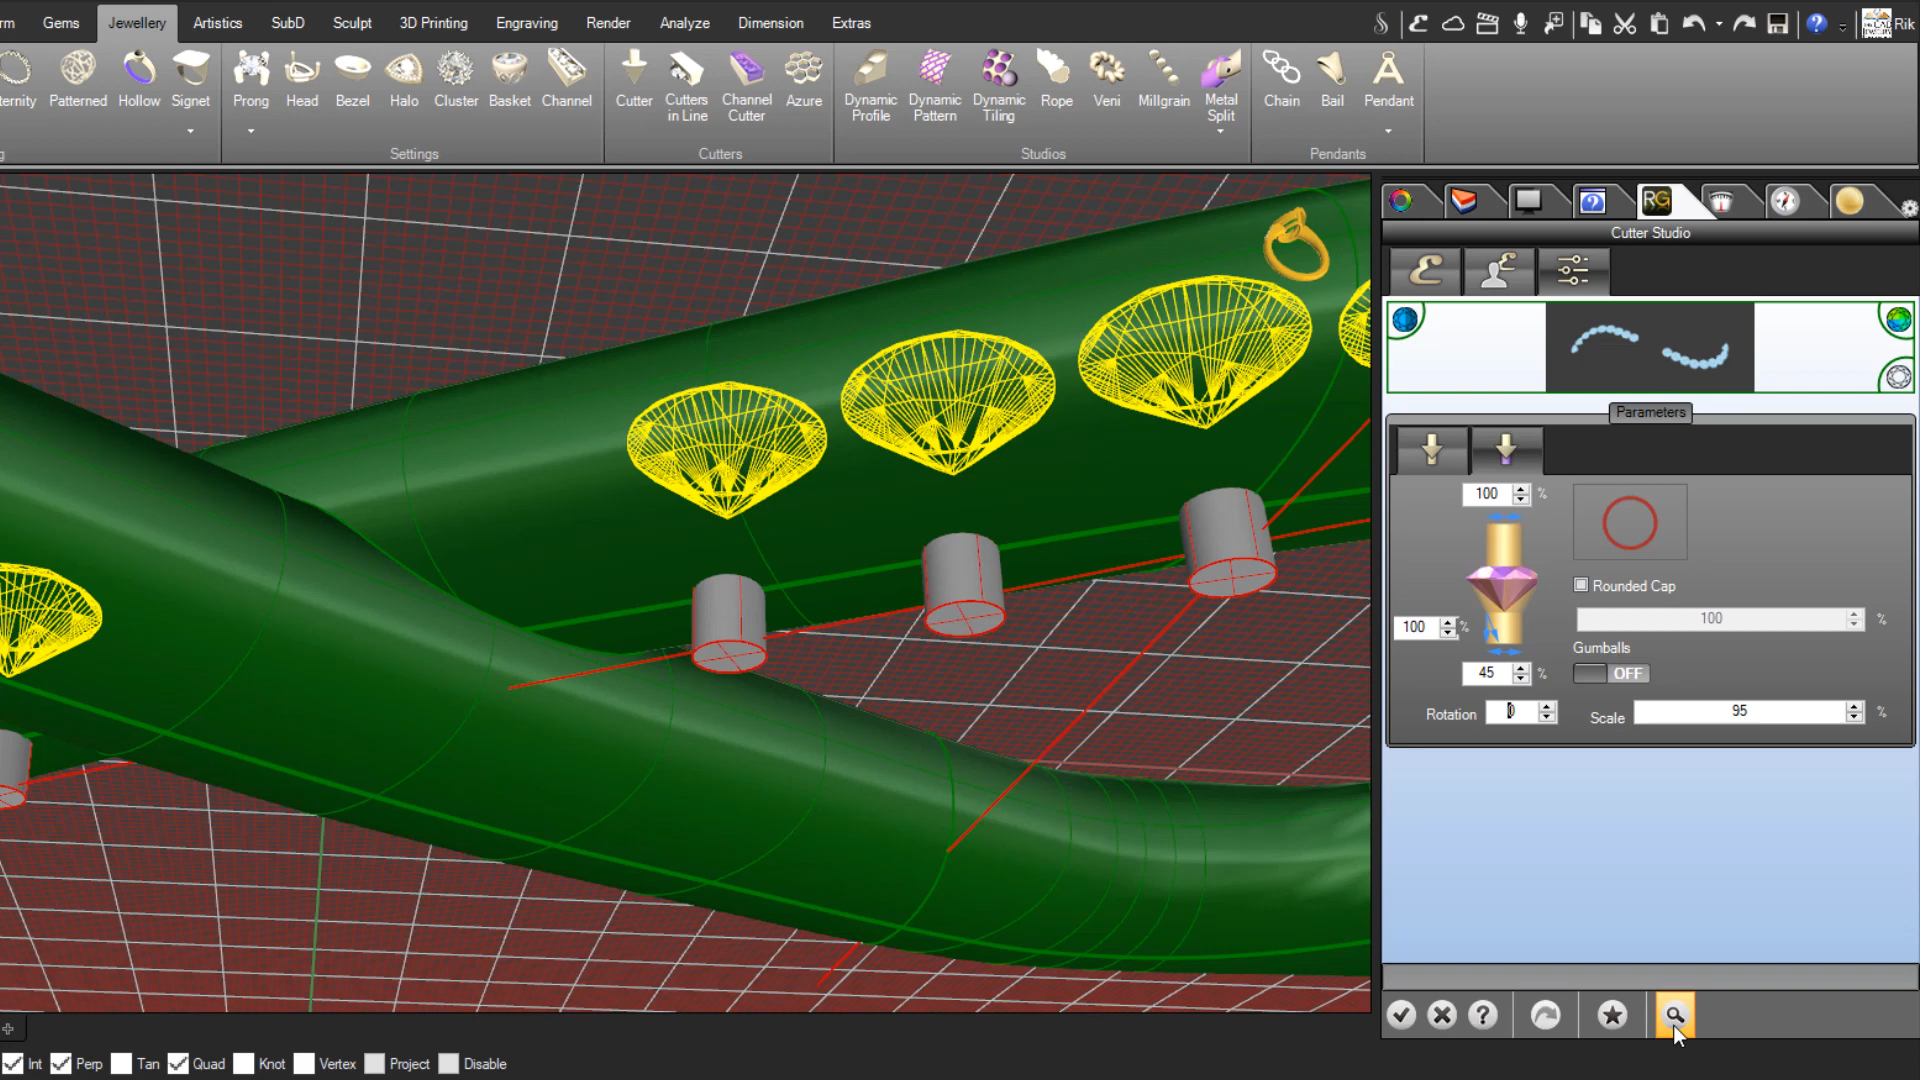 rm Gems Jewellery Artistics SubD Sculpt 3D Printing Engraving Render Analyze Dimension Extras
Rik
ternity Patterned Hollow Signet Prong Head Bezel Halo Cluster Basket Channel Cutter Cutters in Line Channel Cutter Azure Dynamic Profile Dynamic Pattern Dynamic Tiling Rope Veni Millgrain Metal Split Chain Bail Pendant
Settings Cutters Studios Pendants
RG
Cutter Studio
Parameters
100 %
Rounded Cap
100 %
100 %
Gumballs
OFF
45 %
Rotation 0 Scale 95 %
Int Perp Tan Quad Knot Vertex Project Disable